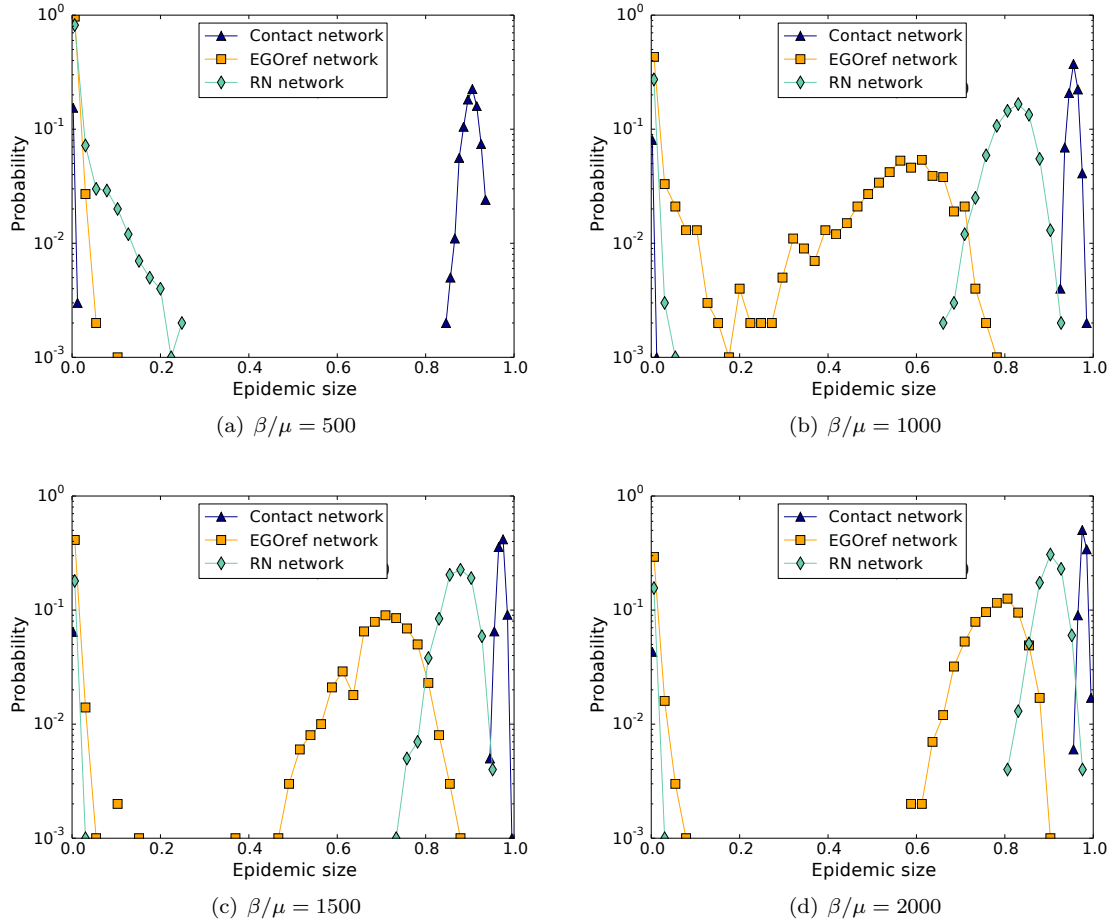 10^0
10^-1
10^-2
10^-3
Probability
Contact network
EGOref network
RN network
0.0 0.2 0.4 0.6 0.8 1.0
Epidemic size
(a) β/μ = 500
10^0
10^-1
10^-2
10^-3
Probability
Contact network
EGOref network
RN network
0.0 0.2 0.4 0.6 0.8 1.0
Epidemic size
(b) β/μ = 1000
10^0
10^-1
10^-2
10^-3
Probability
Contact network
EGOref network
RN network
0.0 0.2 0.4 0.6 0.8 1.0
Epidemic size
(c) β/μ = 1500
10^0
10^-1
10^-2
10^-3
Probability
Contact network
EGOref network
RN network
0.0 0.2 0.4 0.6 0.8 1.0
Epidemic size
(d) β/μ = 2000